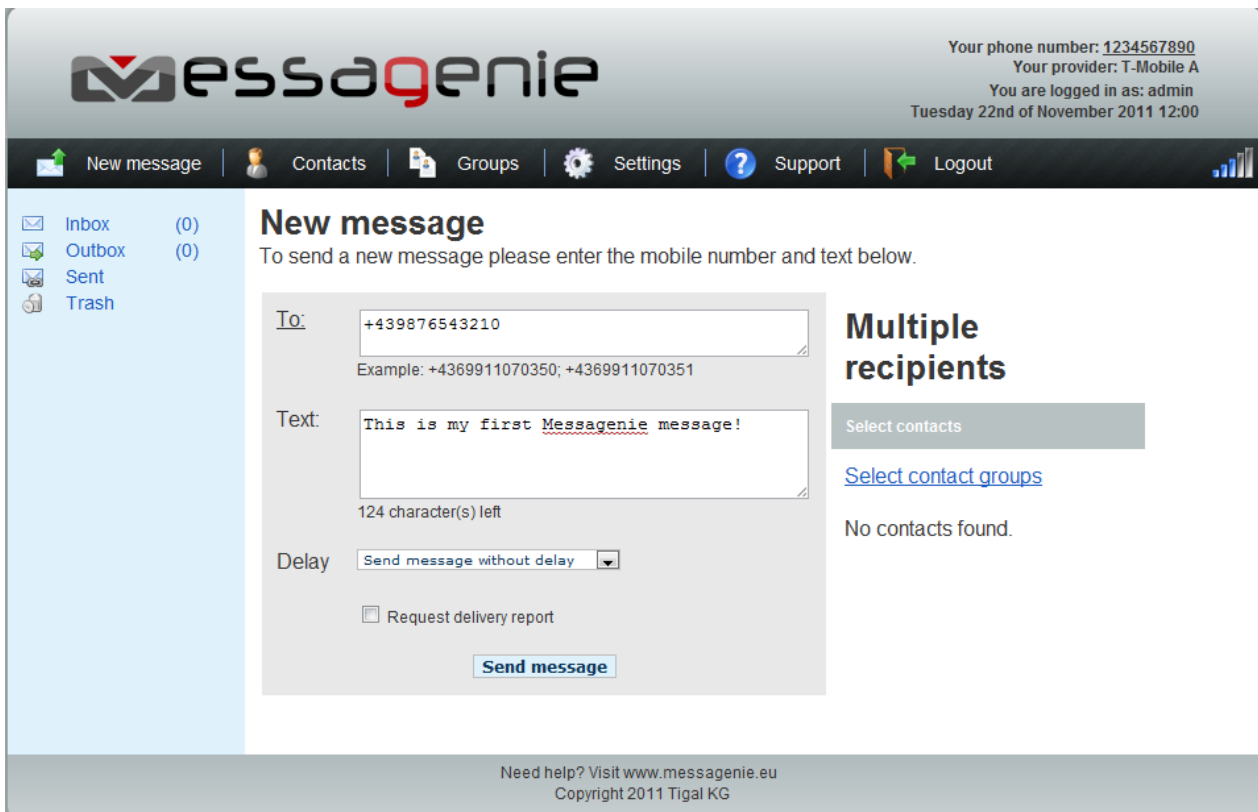 Messagenie
Your phone number: 1234567890
Your provider: T-Mobile A
You are logged in as: admin
Tuesday 22nd of November 2011 12:00
New message | Contacts | Groups | Settings | ? Support | Logout
Inbox (0)
Outbox (0)
Sent
Trash
New message
To send a new message please enter the mobile number and text below.
To: +439876543210
Example: +4369911070350; +4369911070351
Text: This is my first Messagenie message!
124 character(s) left
Delay Send message without delay
Request delivery report
Send message
Multiple
recipients
Select contacts
Select contact groups
No contacts found.
Need help? Visit www.messagenie.eu
Copyright 2011 Tigal KG